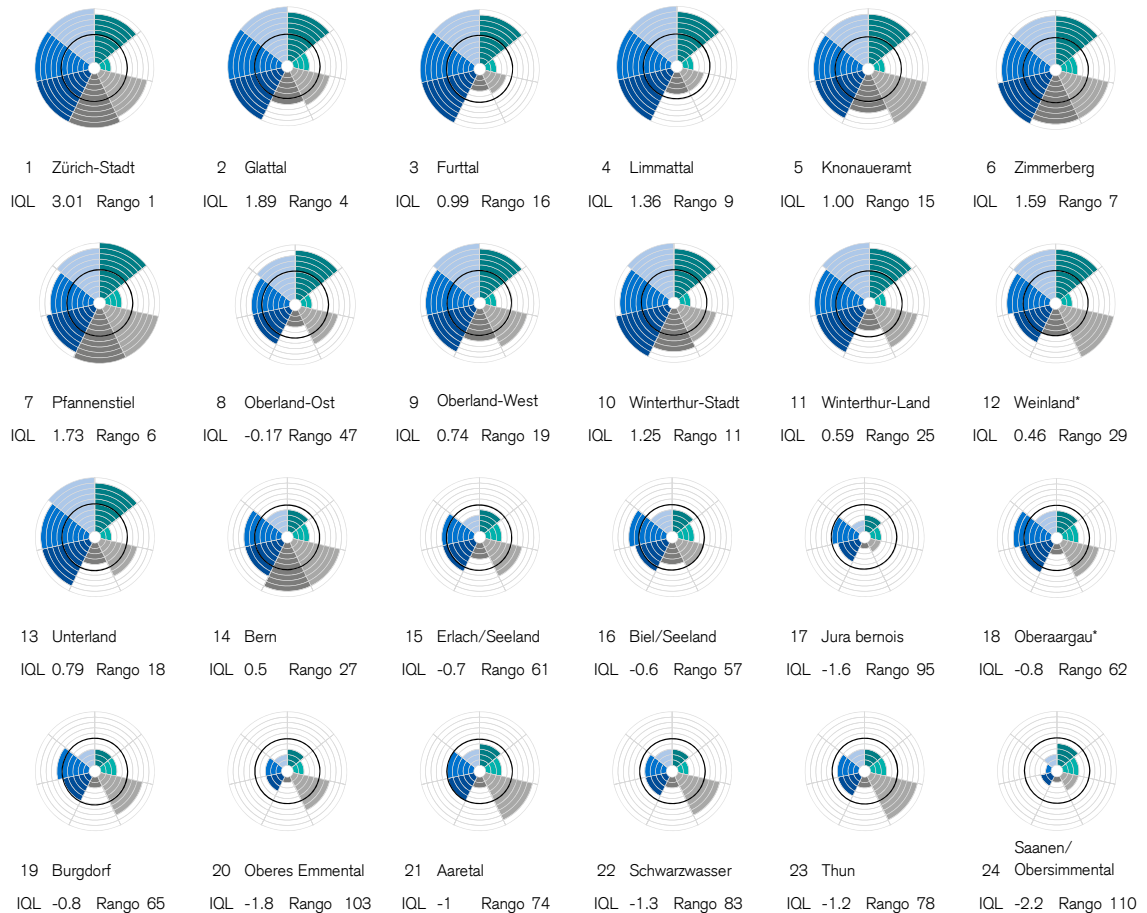 1 Zürich-Stadt 2 Glattal 3 Furttal 4 Limmattal 5 Knonaueramt 6 Zimmerberg
IQL 3.01 Rango 1 IQL 1.89 Rango 4 IQL 0.99 Rango 16 IQL 1.36 Rango 9 IQL 1.00 Rango 15 IQL 1.59 Rango 7
7 Pfannenstiel 8 Oberland-Ost 9 Oberland-West 10 Winterthur-Stadt 11 Winterthur-Land 12 Weinland*
IQL 1.73 Rango 6 IQL -0.17 Rango 47 IQL 0.74 Rango 19 IQL 1.25 Rango 11 IQL 0.59 Rango 25 IQL 0.46 Rango 29
13 Unterland 14 Bern 15 Erlach/Seeland 16 Biel/Seeland 17 Jura bernois 18 Oberaargau*
IQL 0.79 Rango 18 IQL 0.5 Rango 27 IQL -0.7 Rango 61 IQL -0.6 Rango 57 IQL -1.6 Rango 95 IQL -0.8 Rango 62
19 Burgdorf 20 Oberes Emmental 21 Aaretal 22 Schwarzwasser 23 Thun 24 Saanen/
Obersimmental
IQL -0.8 Rango 65 IQL -1.8 Rango 103 IQL -1 Rango 74 IQL -1.3 Rango 83 IQL -1.2 Rango 78 IQL -2.2 Rango 110